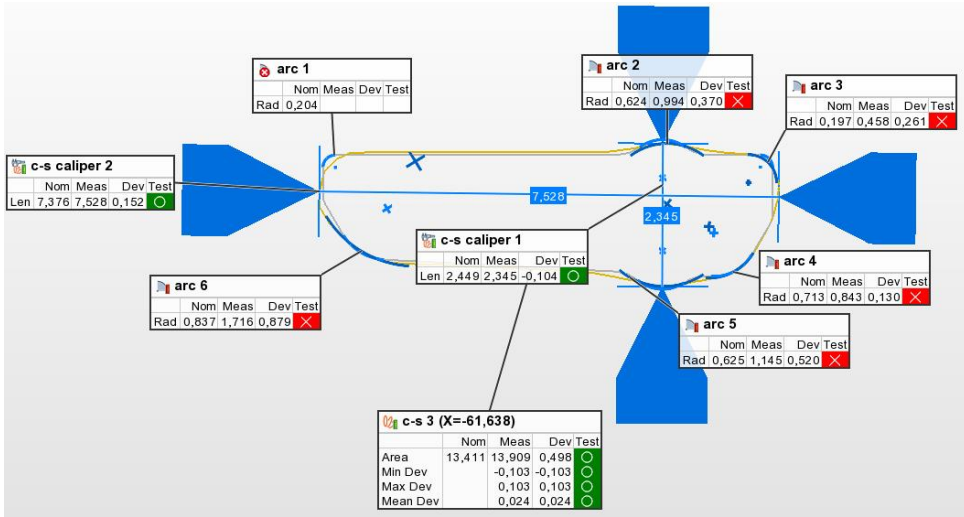 arc 1
Nom Meas Dev Test
Rad 0,204
arc 2
Nom Meas Dev Test
Rad 0,624 0,994 0,370
arc 3
Nom Meas Dev Test
Rad 0,197 0,458 0,261
c-s caliper 2
Nom Meas Dev Test
Len 7,376 7,528 0,152
7,528
2,345
c-s caliper 1
Nom Meas Dev Test
Len 2,449 2,345 -0,104
arc 4
Nom Meas Dev Test
Rad 0,713 0,843 0,130
arc 6
Nom Meas Dev Test
Rad 0,837 1,716 0,879
arc 5
Nom Meas Dev Test
Rad 0,625 1,145 0,520
c-s 3 (X=-61,638)
Nom Meas Dev Test
Area 13,411 13,909 0,498
Min Dev -0,103 -0,103
Max Dev 0,103 0,103
Mean Dev 0,024 0,024